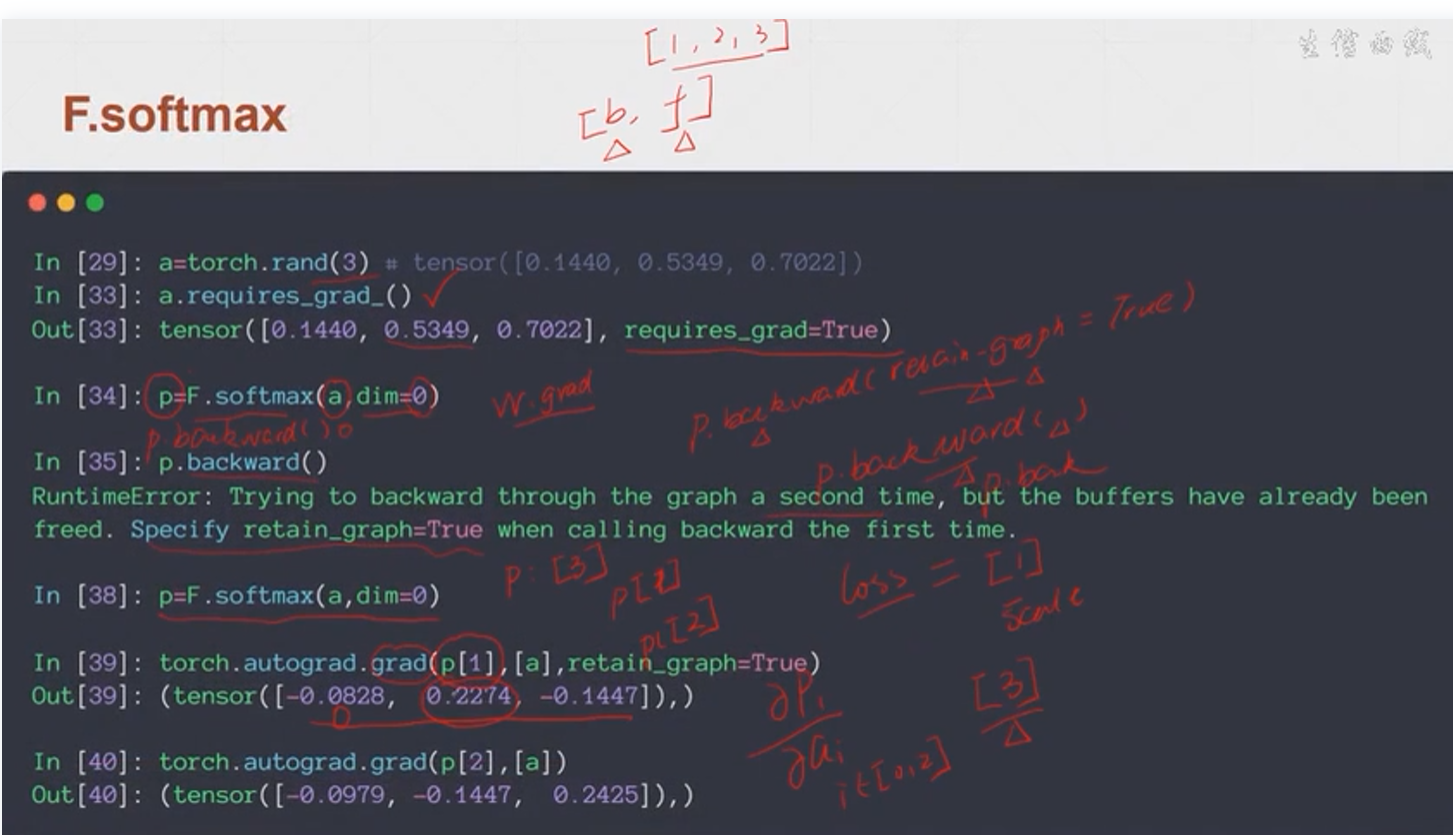 [1, 2, 3]
F.softmax
[b, f]
In [29]: a=torch.rand(3) # tensor([0.1440, 0.5349, 0.7022])
In [33]: a.requires_grad_()
Out[33]: tensor([0.1440, 0.5349, 0.7022], requires_grad=True)
p.backward(retain-graph = True)
In [34]: p=F.softmax(a,dim=0)
W.grad
p.backward()
p.backward( )
In [35]: p.backward()
p.back
RuntimeError: Trying to backward through the graph a second time, but the buffers have already been
freed. Specify retain_graph=True when calling backward the first time.
p: [3]
p[1]
loss = [1]
In [38]: p=F.softmax(a,dim=0)
Scale
p[2]
In [39]: torch.autograd.grad(p[1],[a],retain_graph=True)
Out[39]: (tensor([-0.0828, 0.2274, -0.1447]),)
∂Pi
∂ai
[3]
i∈[0,2]
In [40]: torch.autograd.grad(p[2],[a])
Out[40]: (tensor([-0.0979, -0.1447, 0.2425]),)